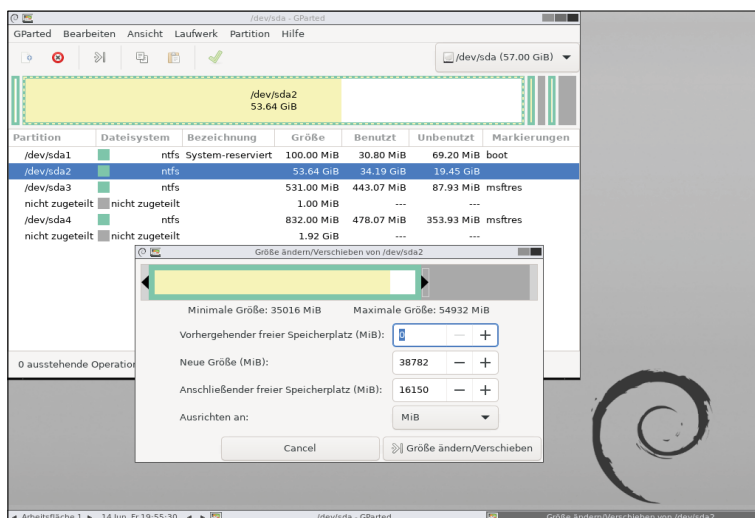 /dev/sda - GParted
GParted Bearbeiten Ansicht Laufwerk Partition Hilfe
/dev/sda (57.00 GiB)
/dev/sda2
53.64 GiB
Partition Dateisystem Bezeichnung Größe Benutzt Unbenutzt Markierungen
/dev/sda1 ntfs System-reserviert 100.00 MiB 30.80 MiB 69.20 MiB boot
/dev/sda2 ntfs 53.64 GiB 34.19 GiB 19.45 GiB
/dev/sda3 ntfs 531.00 MiB 443.07 MiB 87.93 MiB msftres
nicht zugeteilt nicht zugeteilt 1.00 MiB --- ---
/dev/sda4 ntfs 832.00 MiB 478.07 MiB 353.93 MiB msftres
nicht zugeteilt nicht zugeteilt 1.92 GiB --- ---
Größe ändern/Verschieben von /dev/sda2
Minimale Größe: 35016 MiB Maximale Größe: 54932 MiB
Vorhergehender freier Speicherplatz (MiB): 0
Neue Größe (MiB): 38782
Anschließender freier Speicherplatz (MiB): 16150
Ausrichten an: MiB
Cancel Größe ändern/Verschieben
0 ausstehende Operation
Arbeitsfläche 1 14 Jun, Fr 19:55:30 /dev/sda - GParted Größe ändern/Verschieben von /dev/sda2